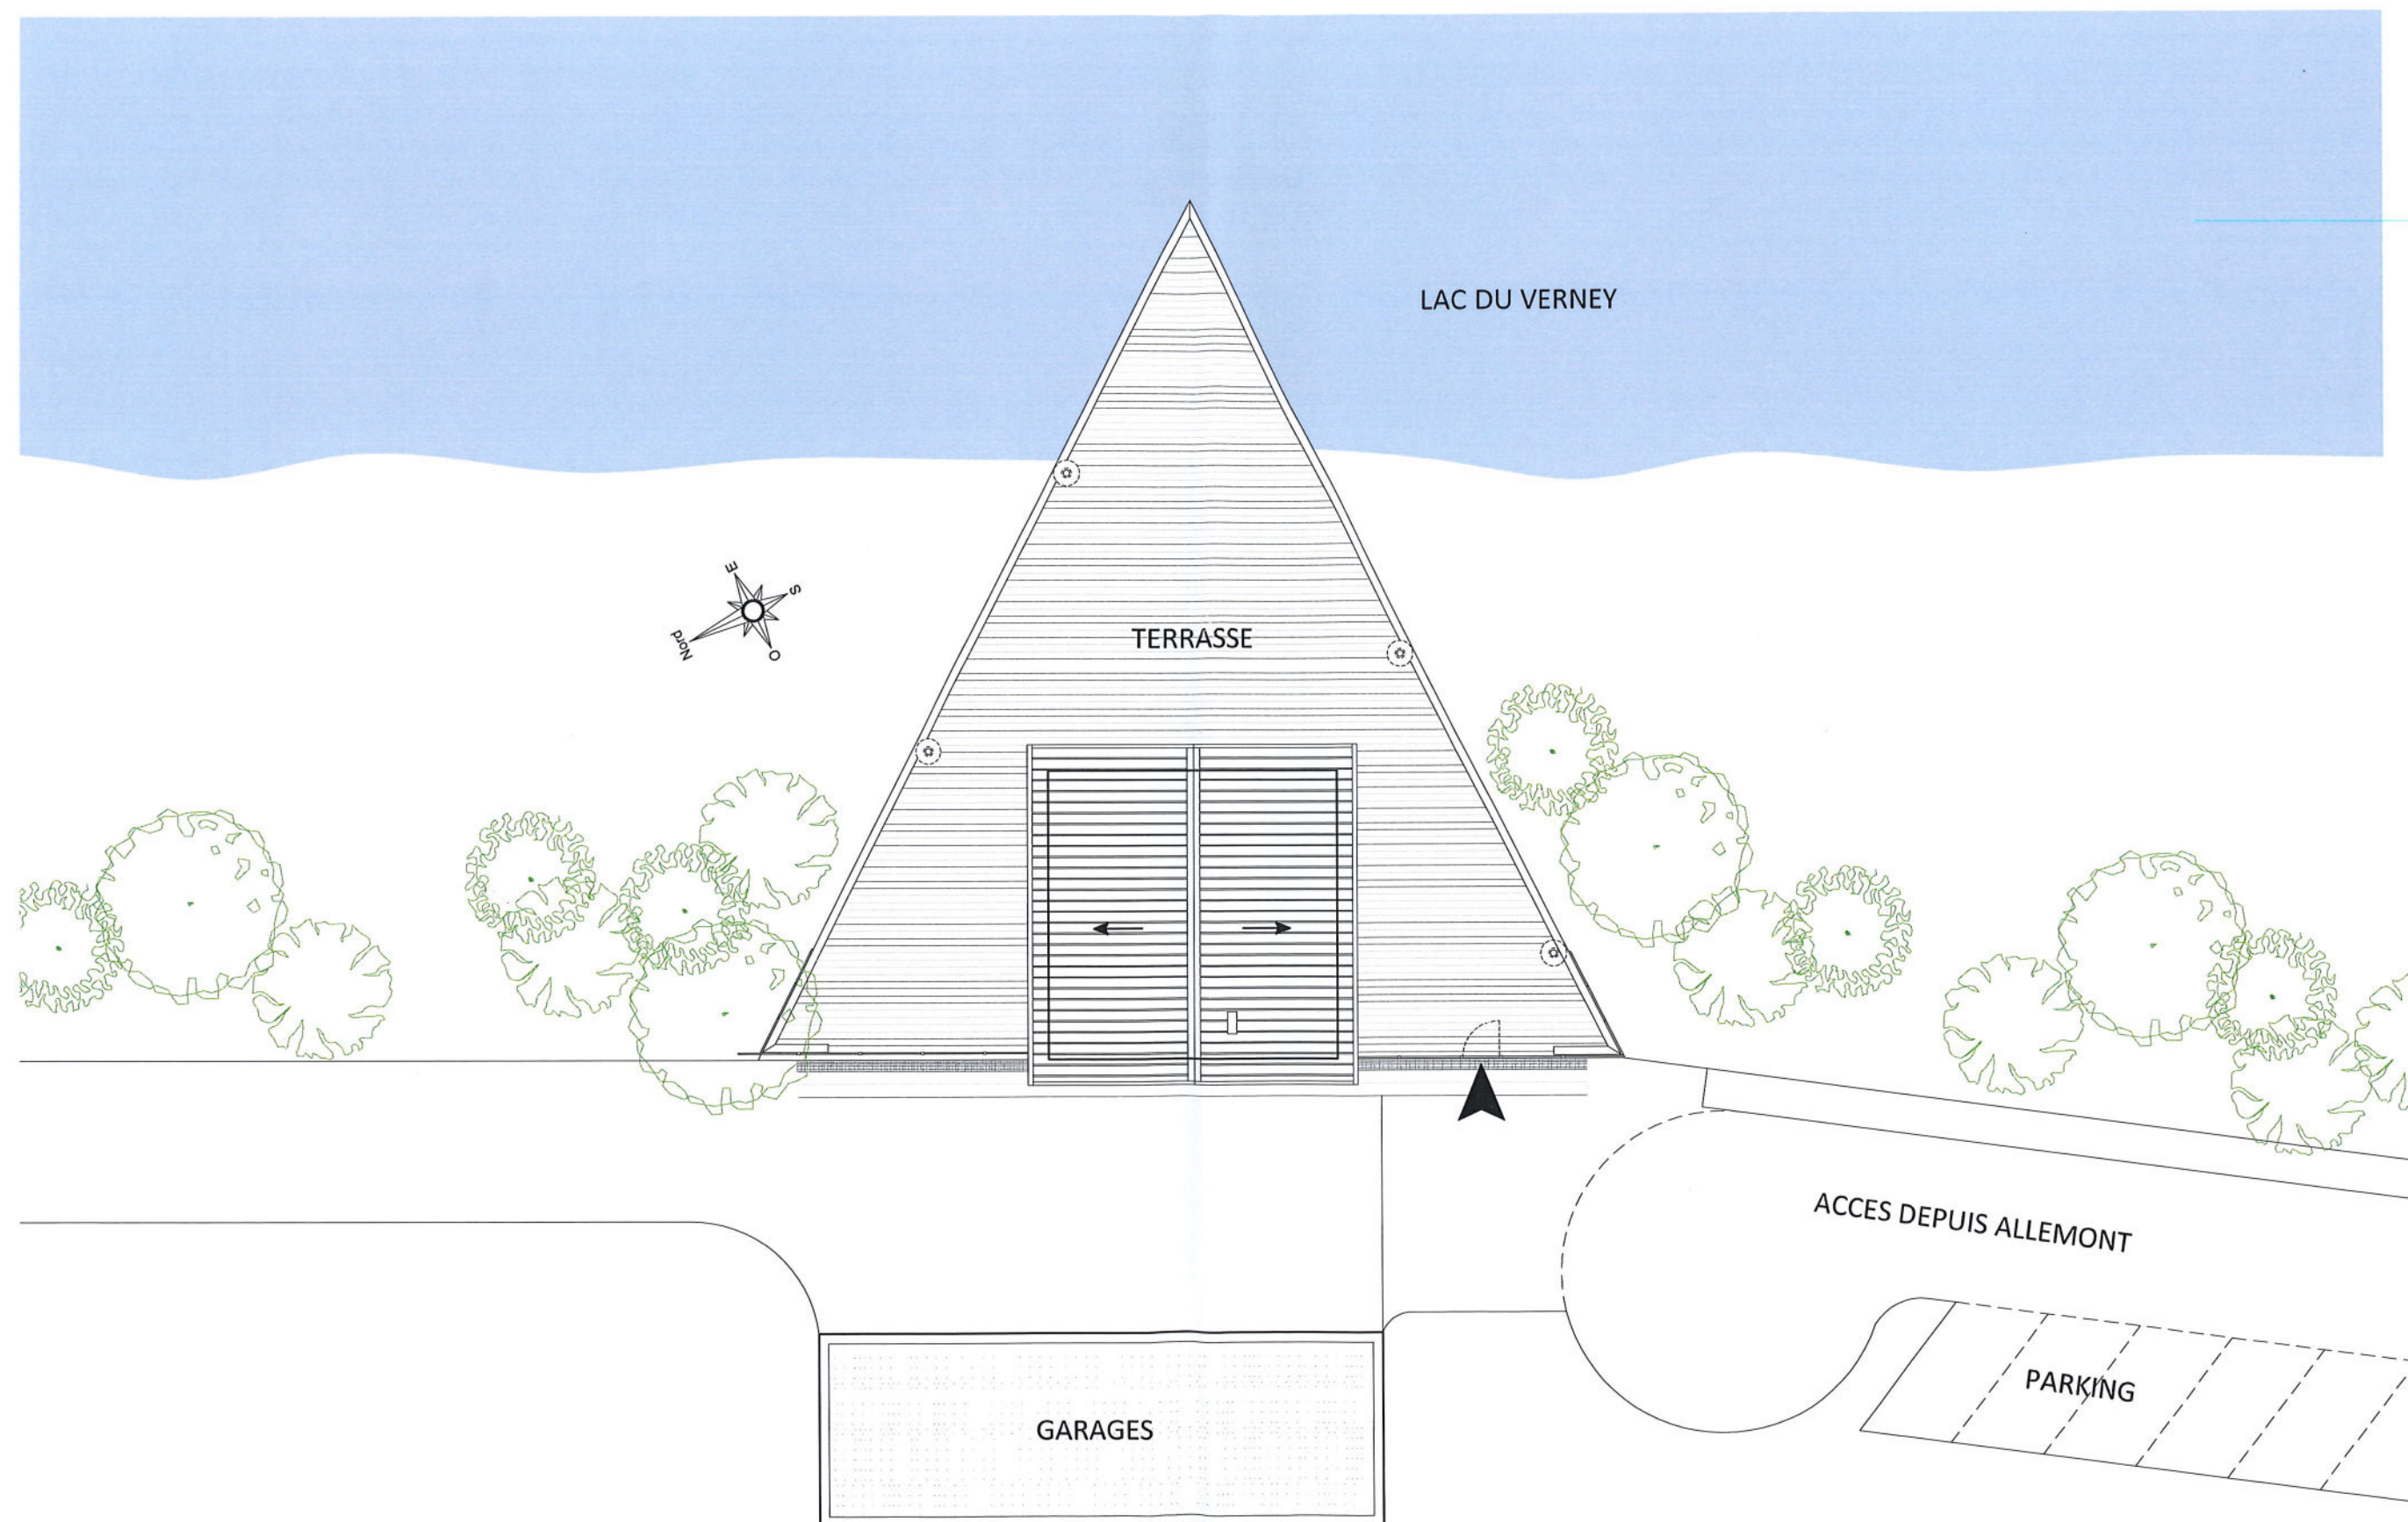 LAC DU VERNEY
E
S
Nord
O
TERRASSE
ACCES DEPUIS ALLEMONT
PARKING
GARAGES